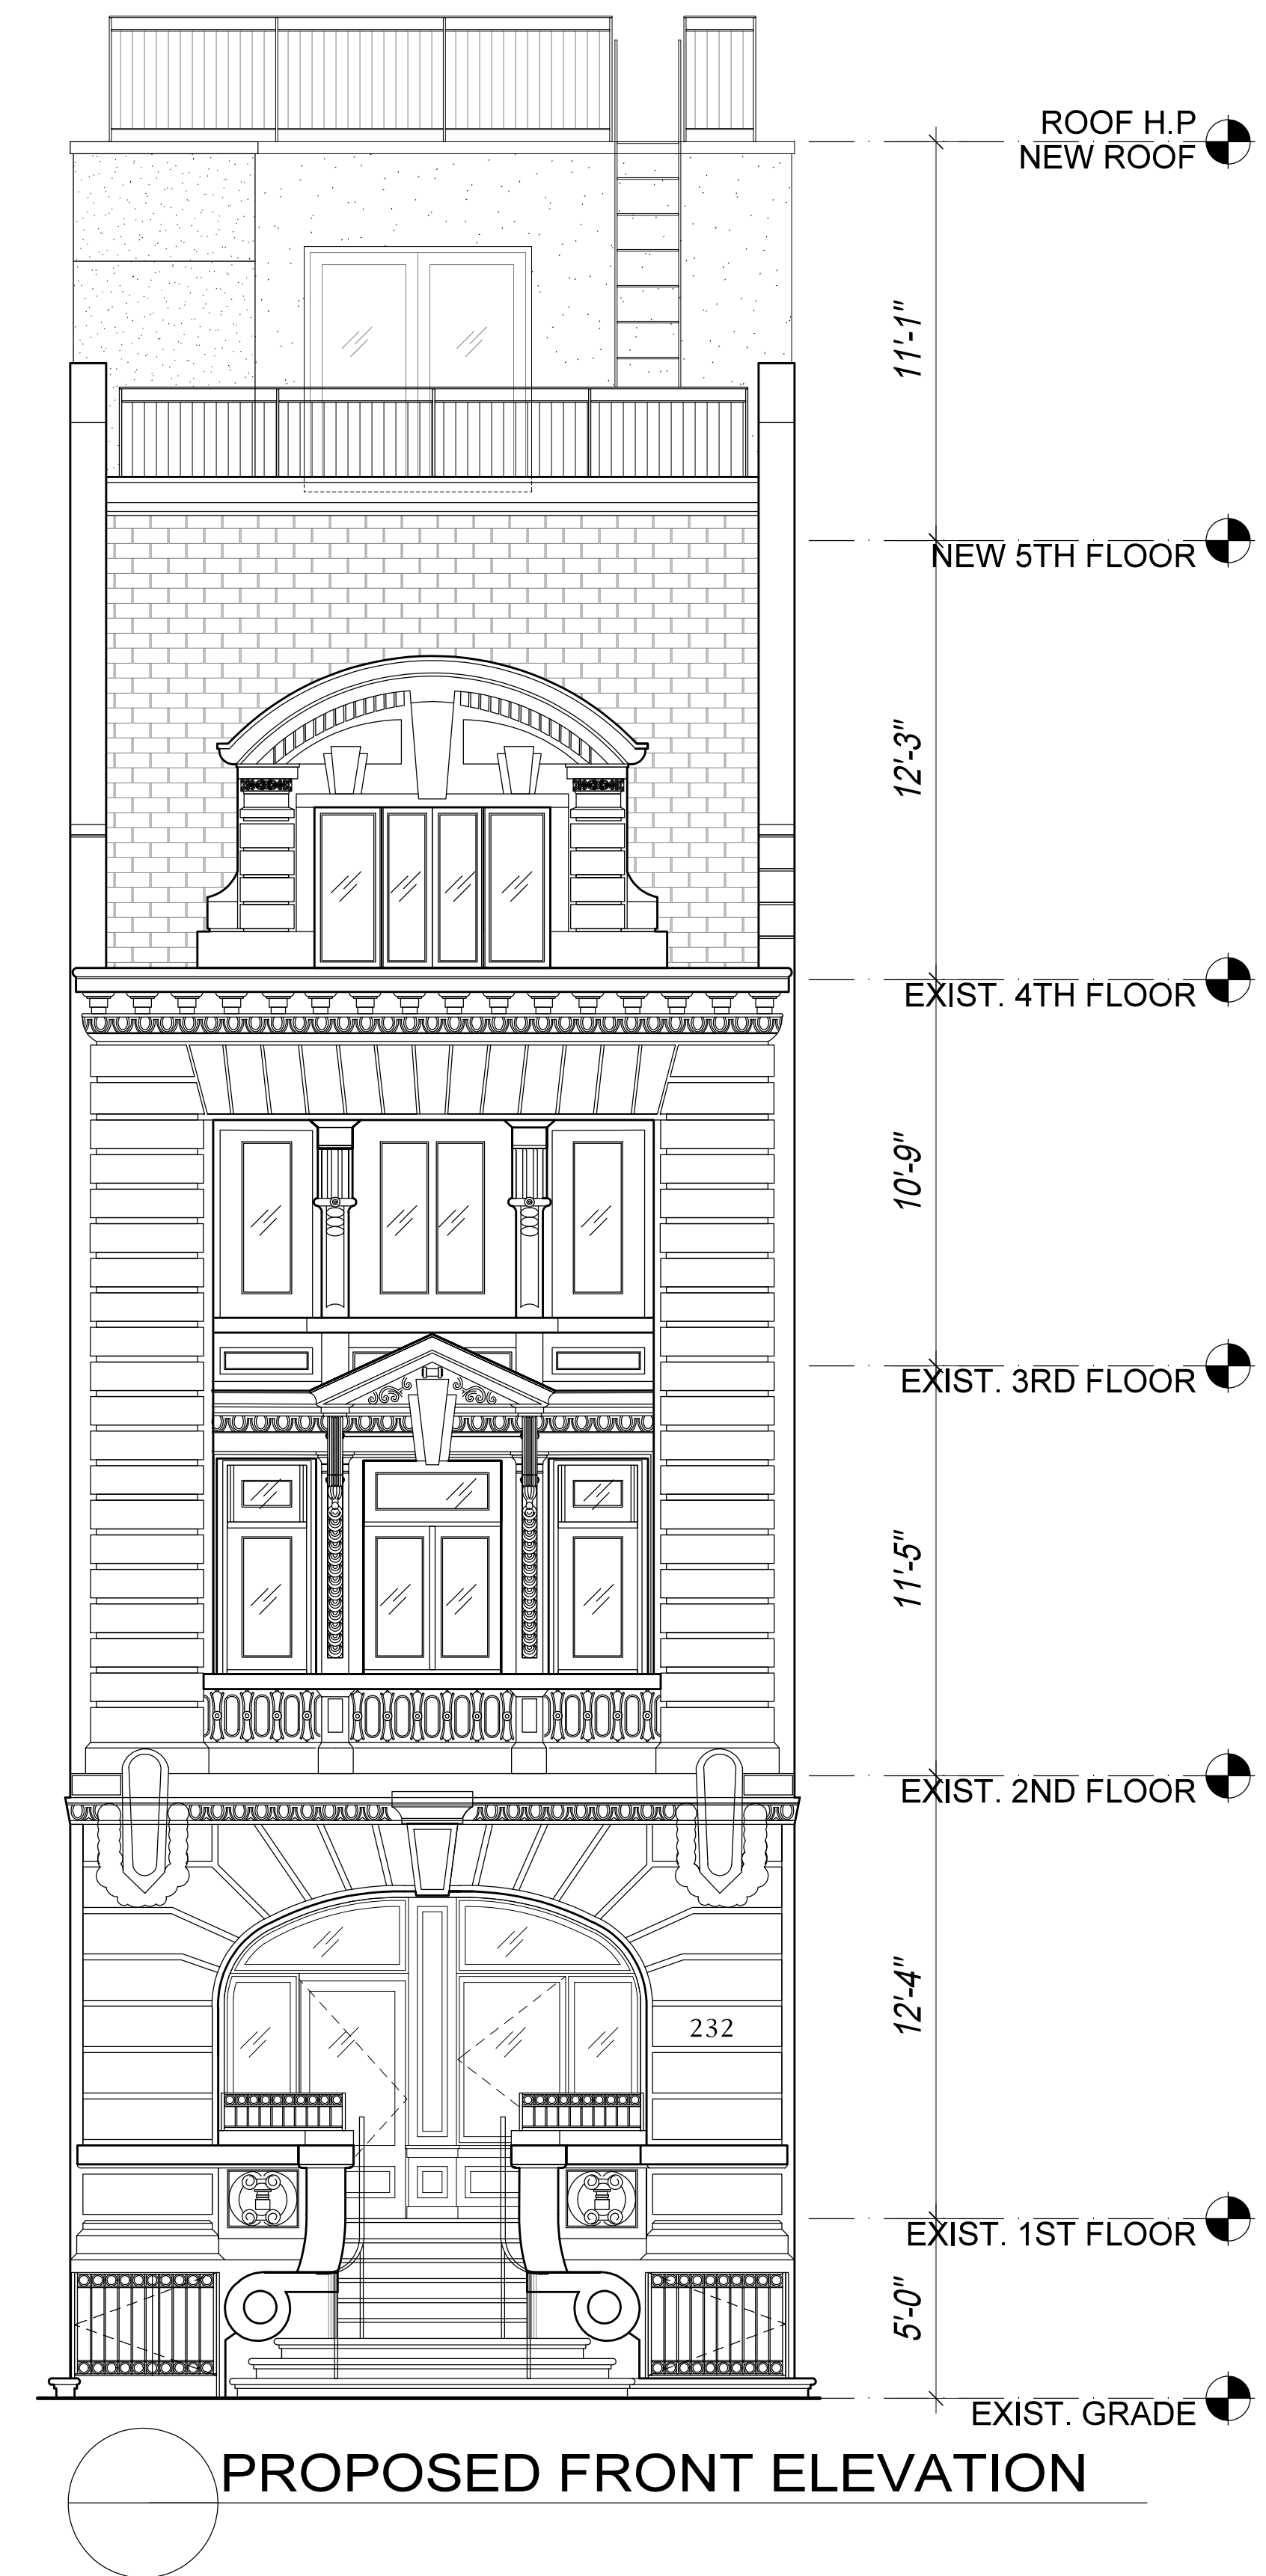 ROOF H.P
NEW ROOF
11'-1"
NEW 5TH FLOOR
12'-3"
EXIST. 4TH FLOOR
10'-9"
EXIST. 3RD FLOOR
11'-5"
EXIST. 2ND FLOOR
12'-4"
232
EXIST. 1ST FLOOR
5'-0"
EXIST. GRADE
PROPOSED FRONT ELEVATION